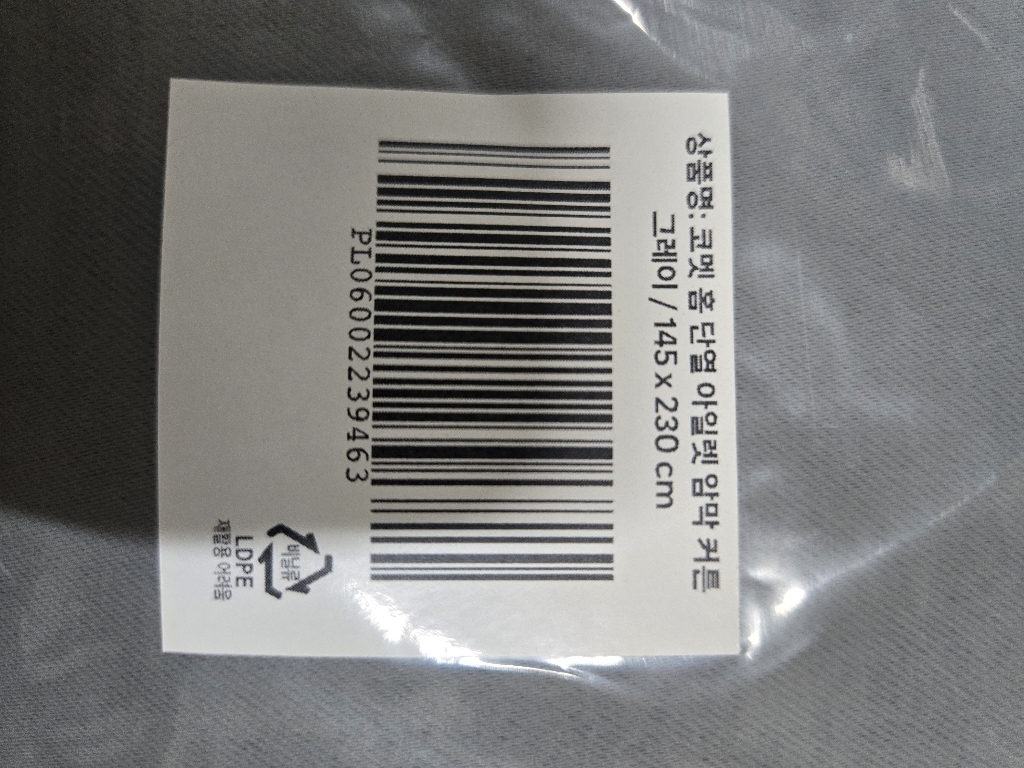 상품명: 코멧 홈 단열 아일렛 암막 커튼
그레이 / 145 x 230 cm
PL06002239463
비닐류
LDPE
재활용 어려움